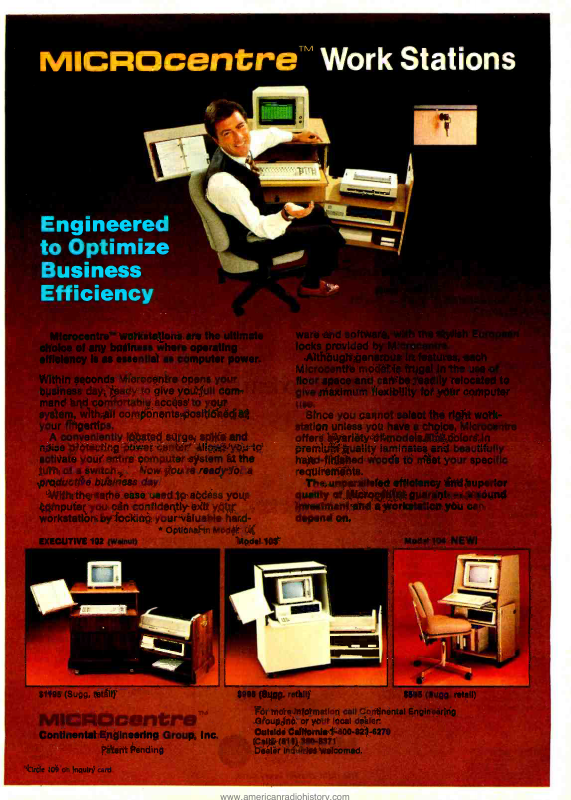 MICROcentre™ Work Stations
Engineered
to Optimize
Business
Efficiency
Microcentre™ workstations are the ultimate
choice of any business where operating
efficiency is as essential as computer power.
Within seconds Microcentre opens your
business day, ready to give you full com-
mand and comfortable access to your
system, with all components positioned at
your fingertips.
A conveniently located surge, spike and
noise protecting power center* allows you to
activate your entire computer system at the
turn of a switch. Now you're ready for a
productive business day.
With the same ease used to access your
computer you can confidently exit your
workstation by locking your valuable hard-
* Optional in Model
ware and software, with the stylish European
locks provided by Microcentre.
Although generous in features, each
Microcentre model is frugal in the use of
floor space and can be readily relocated to
give maximum flexibility for your computer
use.
Since you cannot select the right work-
station unless you have a choice, Microcentre
offers a variety of models and colors in
premium quality laminates and beautifully
hand-finished woods to meet your specific
requirements.
The unparalleled efficiency and superior
quality of Microcentre guarantees a sound
investment and a workstation you can
depend on.
EXECUTIVE 102 (Walnut)
Model 103
Model 104 NEW!
(Sugg. retail)
(Sugg. retail)
(Sugg. retail)
MICROcentre™
Continental Engineering Group, Inc.
Patent Pending
For more information call Continental Engineering
Group, Inc. or your local dealer.
Outside California
Dealer inquiries welcomed.
Circle on inquiry card.
www.americanradiohistory.com